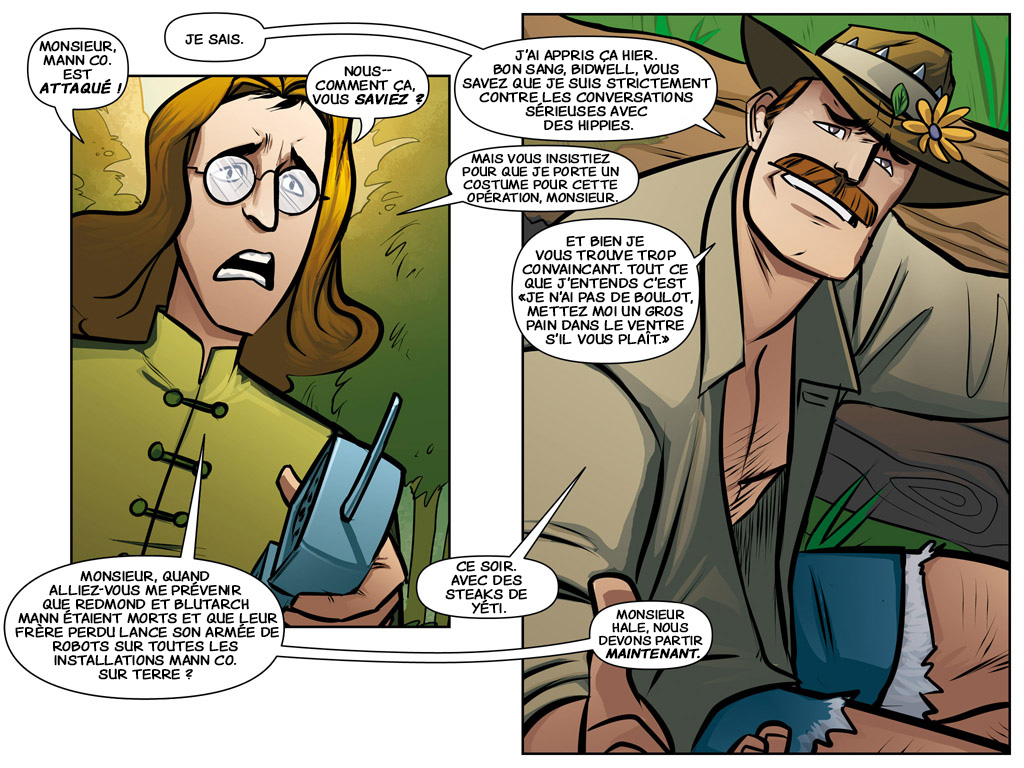 MONSIEUR,
MANN CO.
EST
ATTAQUÉ !
JE SAIS.
NOUS--
COMMENT ÇA,
VOUS SAVIEZ ?
J'AI APPRIS ÇA HIER.
BON SANG, BIDWELL, VOUS
SAVEZ QUE JE SUIS STRICTEMENT
CONTRE LES CONVERSATIONS
SÉRIEUSES AVEC
DES HIPPIES.
MAIS VOUS INSISTIEZ
POUR QUE JE PORTE UN
COSTUME POUR CETTE
OPÉRATION, MONSIEUR.
ET BIEN JE
VOUS TROUVE TROP
CONVAINCANT. TOUT CE
QUE J'ENTENDS C'EST
«JE N'AI PAS DE BOULOT,
METTEZ MOI UN GROS
PAIN DANS LE VENTRE
S'IL VOUS PLAÎT.»
MONSIEUR, QUAND
ALLIEZ-VOUS ME PRÉVENIR
QUE REDMOND ET BLUTARCH
MANN ÉTAIENT MORTS ET QUE LEUR
FRÈRE PERDU LANCE SON ARMÉE DE
ROBOTS SUR TOUTES LES
INSTALLATIONS MANN CO.
SUR TERRE ?
CE SOIR.
AVEC DES
STEAKS DE
YÉTI.
MONSIEUR
HALE, NOUS
DEVONS PARTIR
MAINTENANT.